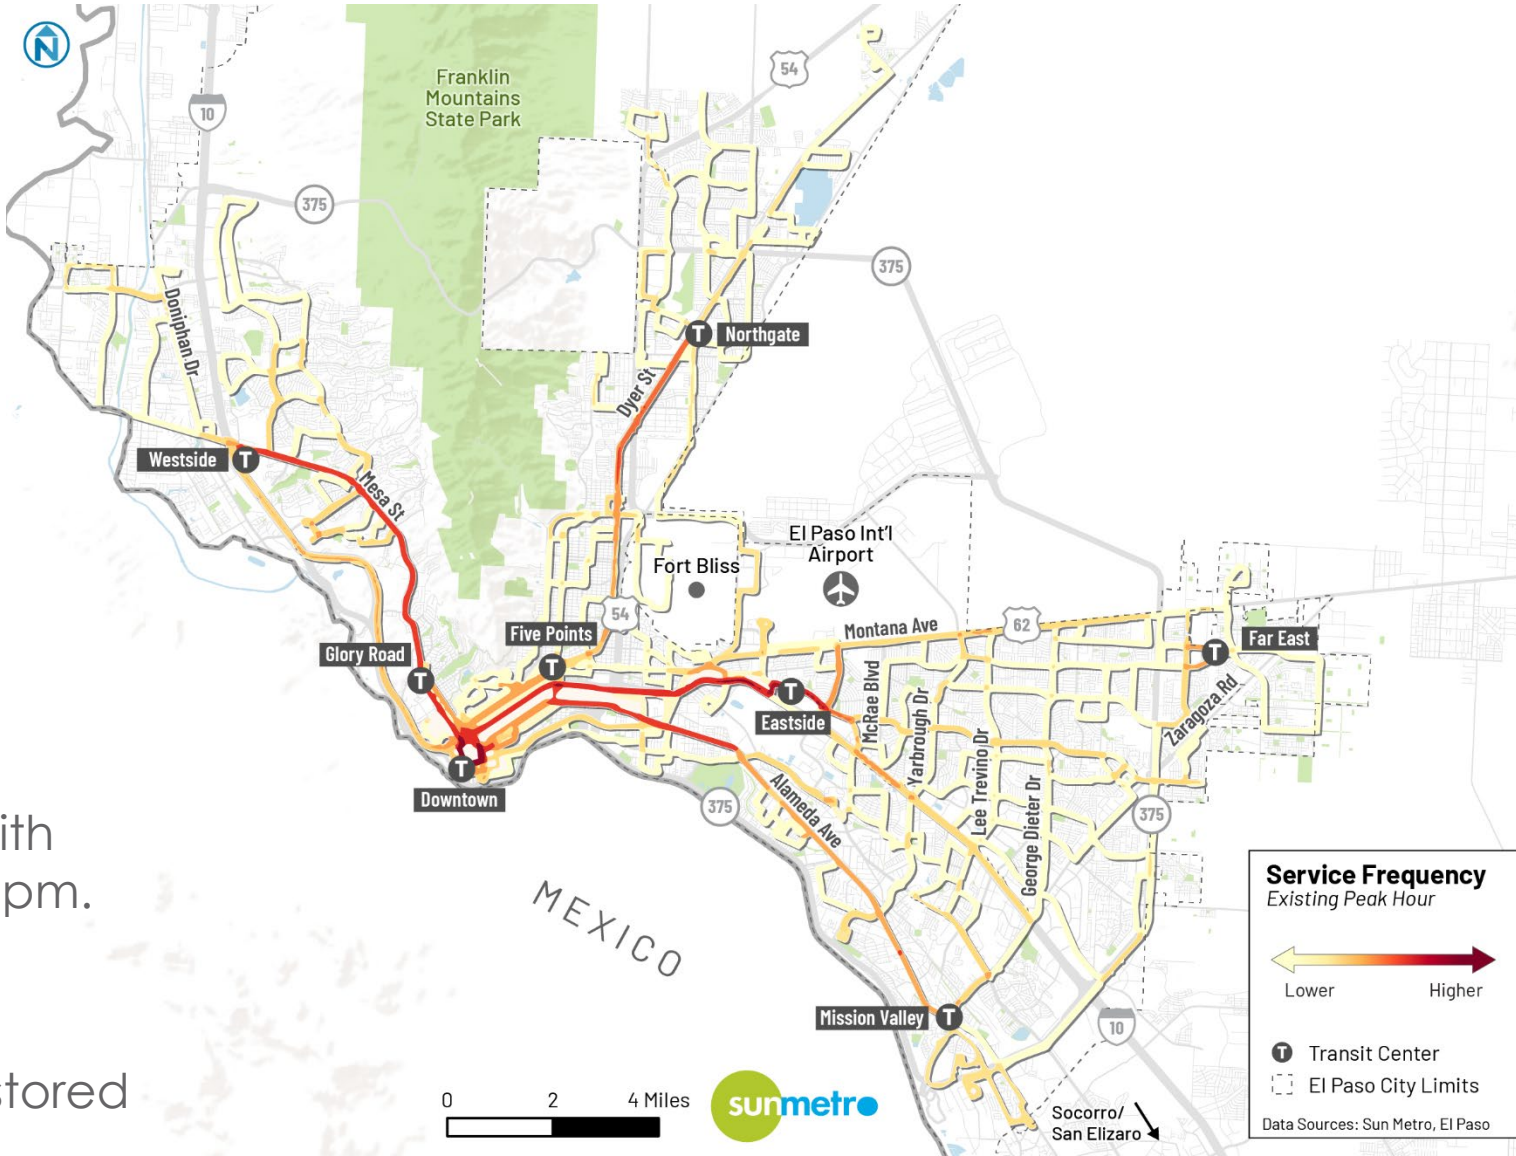 N
Franklin
Mountains
State Park
54
10
375
375
Doniphan Dr
T Northgate
Dyer St
Westside T
Mesa St
El Paso Int'l
Airport
Fort Bliss
54
Five Points
T
Montana Ave
62
Far East
T
Glory Road
T
McRae Blvd
Eastside
T
Yarbrough Dr
Zaragoza Rd
Lee Trevino Dr
George Dieter Dr
T
Downtown
Alameda Ave
375
375
ith
pm.
MEXICO
Mission Valley T
10
stored
0 2 4 Miles
sunmetro
Socorro/
San Elizaro
Service Frequency
Existing Peak Hour
Lower Higher
T Transit Center
El Paso City Limits
Data Sources: Sun Metro, El Paso